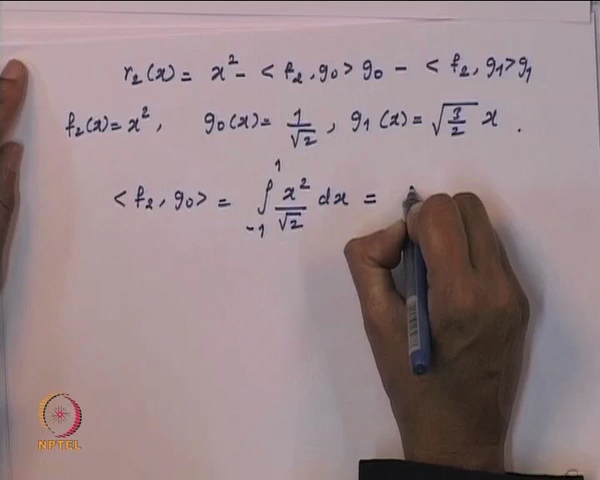 r₂(x) = x² - < f₂, g₀ > g₀ - < f₂, g₁ > g₁
f₂(x) = x², g₀(x) = 1/√2, g₁(x) = √(3/2) x .
< f₂, g₀ > = ∫₋₁¹ x²/√2 dx =
NPTEL